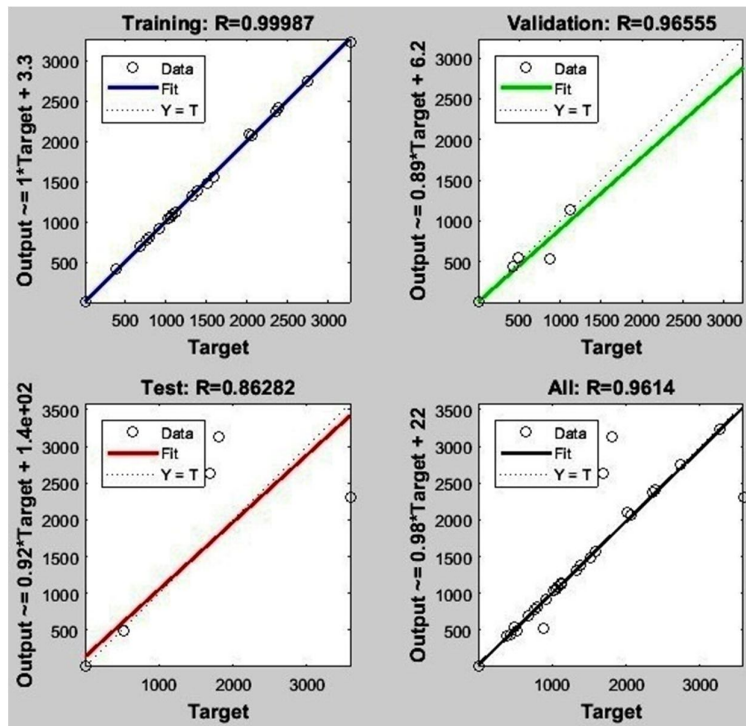 Training: R=0.99987
Output ~= 1*Target + 3.3
3000
2500
2000
1500
1000
500
Data
Fit
Y = T
500 1000 1500 2000 2500 3000
Target
Validation: R=0.96555
Output ~= 0.89*Target + 6.2
3000
2500
2000
1500
1000
500
Data
Fit
Y = T
500 1000 1500 2000 2500 3000
Target
Test: R=0.86282
Output ~= 0.92*Target + 1.4e+02
3500
3000
2500
2000
1500
1000
500
Data
Fit
Y = T
1000 2000 3000
Target
All: R=0.9614
Output ~= 0.98*Target + 22
3500
3000
2500
2000
1500
1000
500
Data
Fit
Y = T
1000 2000 3000
Target